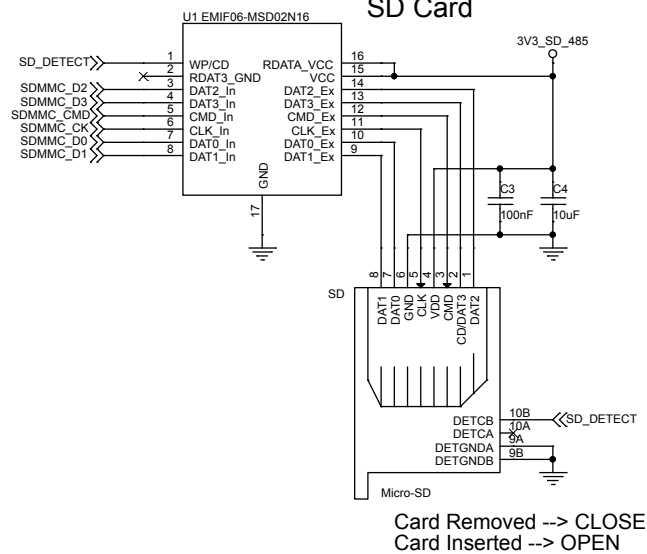 SD Card
U1 EMIF06-MSD02N16
3V3_SD_485
SD_DETECT 1 WP/CD RDATA_VCC 16
2 RDAT3_GND VCC 15
SDMMC_D2 3 DAT2_In DAT2_Ex 14
SDMMC_D3 4 DAT3_In DAT3_Ex 13
SDMMC_CMD 5 CMD_In CMD_Ex 12
SDMMC_CK 6 CLK_In CLK_Ex 11
SDMMC_D0 7 DAT0_In DAT0_Ex 10
SDMMC_D1 8 DAT1_In DAT1_Ex 9
GND
17
C3
100nF
C4
10uF
SD
8 7 6 5 4 3 2 1
DAT1 DAT0 GND CLK VDD CMD CD/DAT3 DAT2
DETCB 10B SD_DETECT
DETCA 10A
DETGNDA 9A
DETGNDB 9B
Micro-SD
Card Removed --> CLOSE
Card Inserted --> OPEN